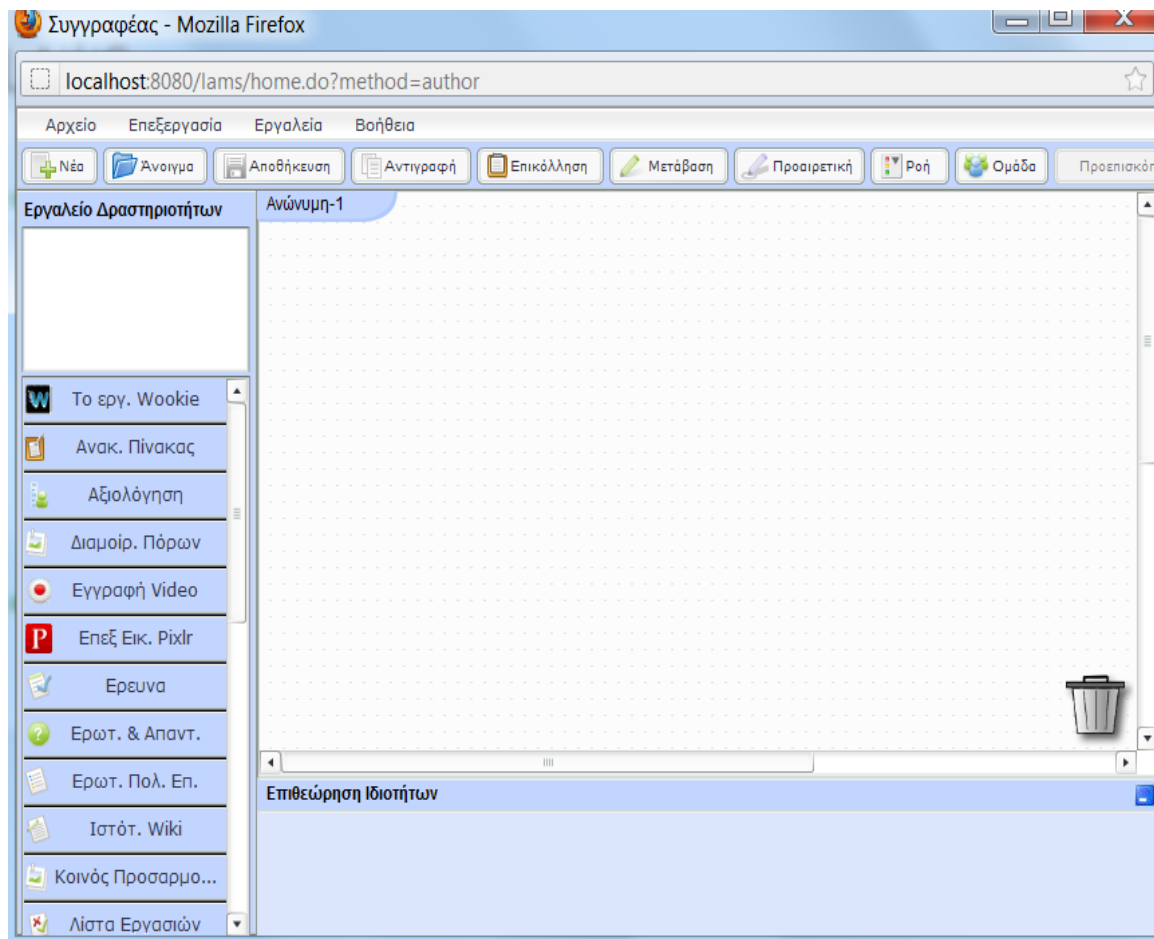 Συγγραφέας - Mozilla Firefox
localhost:8080/lams/home.do?method=author
Αρχείο Επεξεργασία Εργαλεία Βοήθεια
Νέα Άνοιγμα Αποθήκευση Αντιγραφή Επικόλληση Μετάβαση Προαιρετική Ροή Ομάδα Προεπισκόπ
Εργαλείο Δραστηριοτήτων
Ανώνυμη-1
Το εργ. Wookie
Ανακ. Πίνακας
Αξιολόγηση
Διαμοίρ. Πόρων
Εγγραφή Video
Επεξ Εικ. Pixlr
Ερευνα
Ερωτ. & Απαντ.
Ερωτ. Πολ. Επ.
Ιστότ. Wiki
Κοινός Προσαρμο...
Λίστα Εργασιών
Επιθεώρηση Ιδιοτήτων